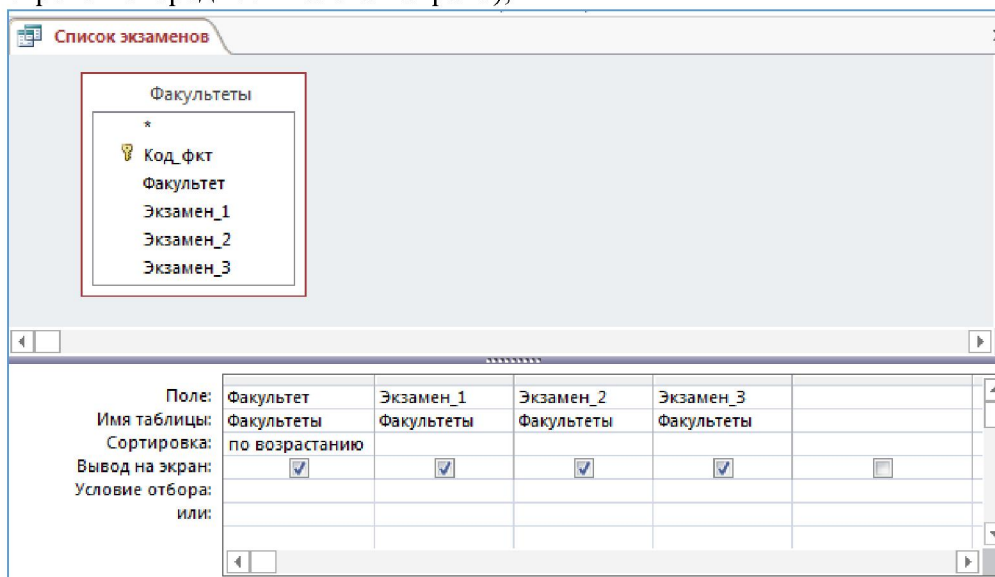 Список экзаменов
Факультеты
*
Код_фкт
Факультет
Экзамен_1
Экзамен_2
Экзамен_3
Поле: Факультет Экзамен_1 Экзамен_2 Экзамен_3
Имя таблицы: Факультеты Факультеты Факультеты Факультеты
Сортировка: по возрастанию
Вывод на экран:
Условие отбора:
или: